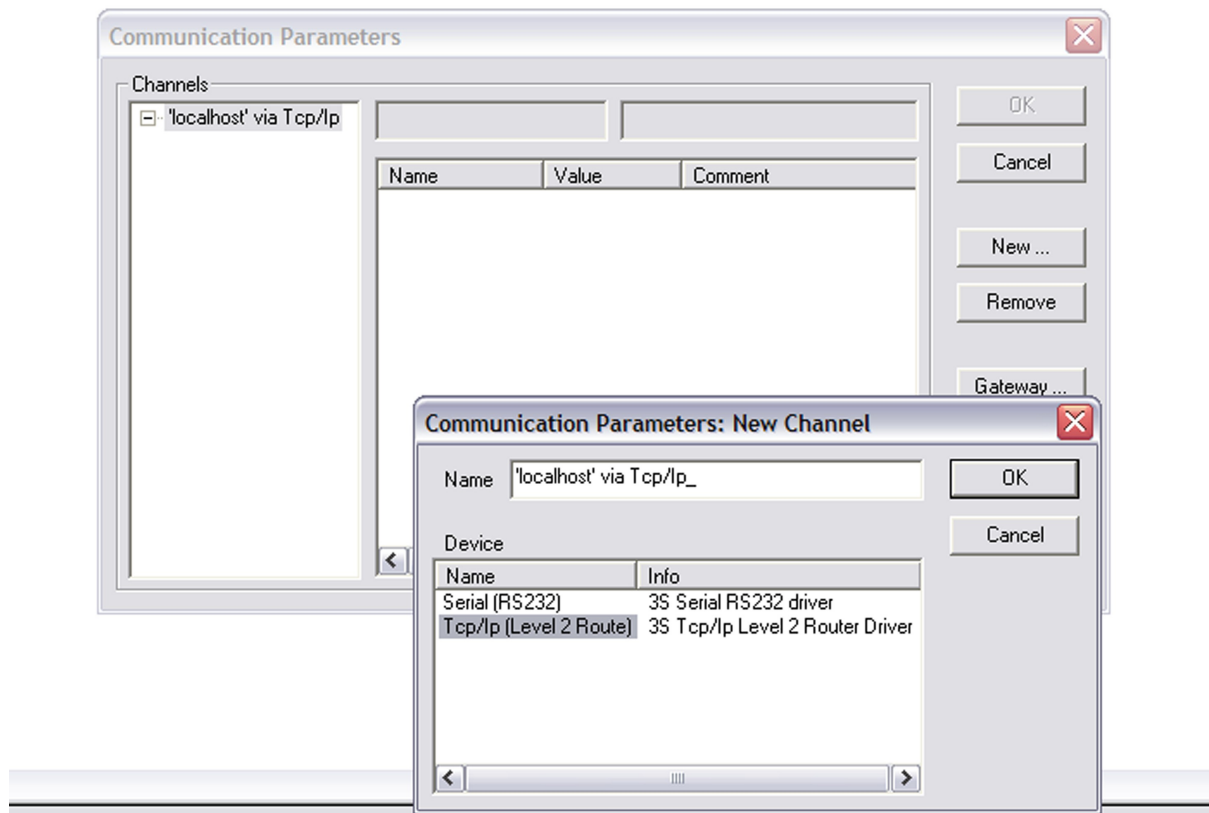 Communication Parameters
Channels
'localhost' via Tcp/Ip
OK
Cancel
Name Value Comment
New ...
Remove
Gateway ...
Communication Parameters: New Channel
Name 'localhost' via Tcp/Ip_
OK
Cancel
Device
Name Info
Serial (RS232) 3S Serial RS232 driver
Tcp/Ip (Level 2 Route) 3S Tcp/Ip Level 2 Router Driver